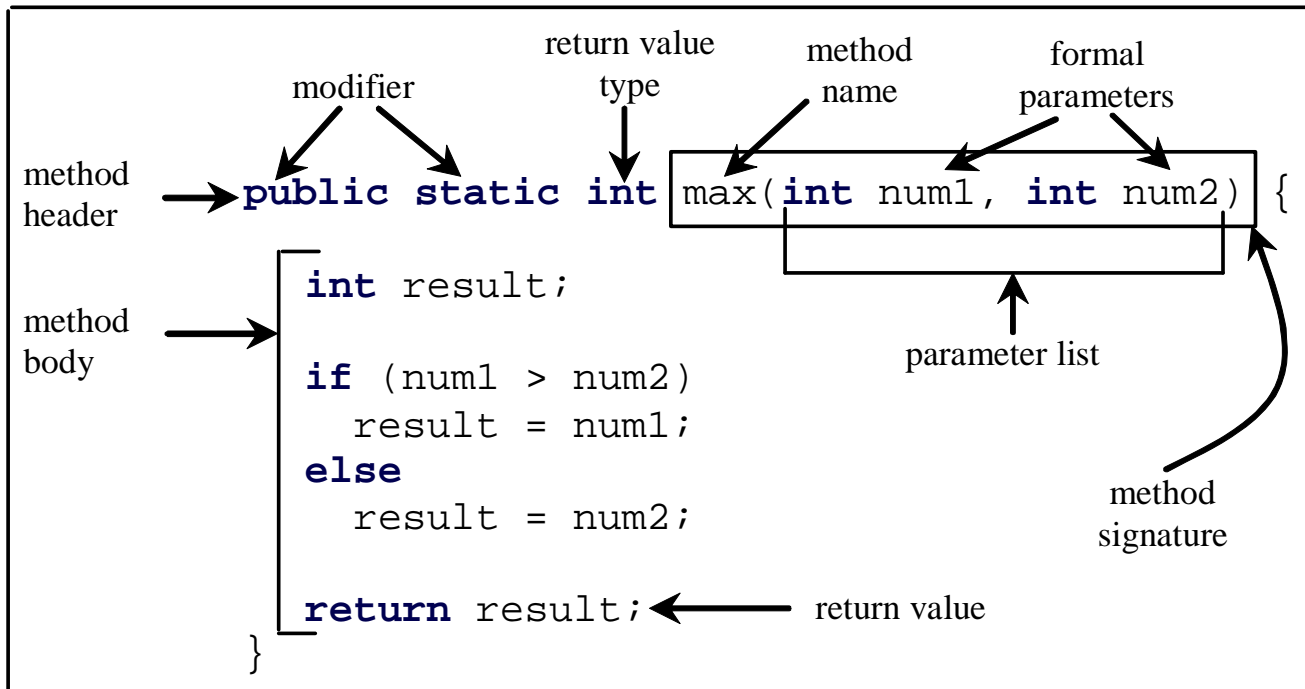 return value
type
method
name
formal
parameters
modifier
method
header
public static int max(int num1, int num2) {
int result;
method
body
parameter list
if (num1 > num2)
result = num1;
else
result = num2;
method
signature
return result;
return value
}